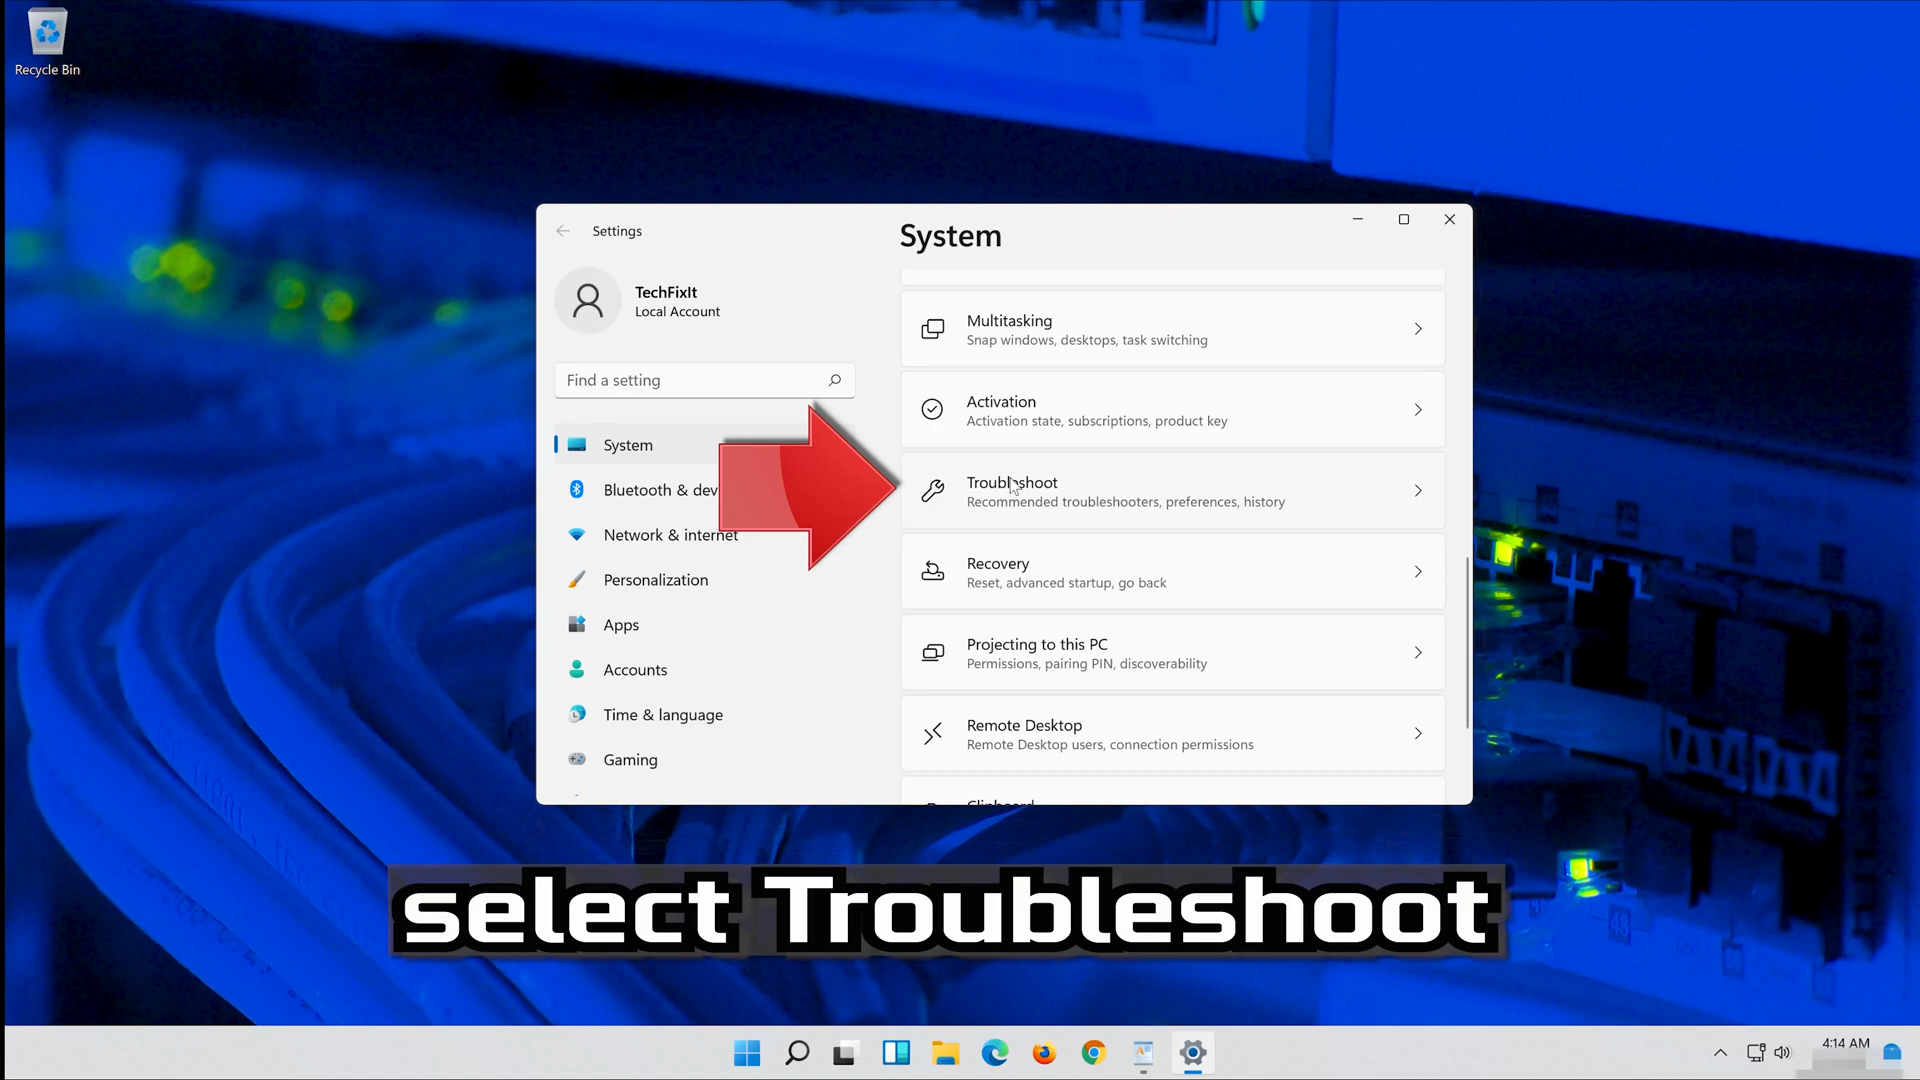 Recycle Bin
Settings
System
TechFixIt
Local Account
Find a setting
System
Bluetooth & dev
Network & internet
Personalization
Apps
Accounts
Time & language
Gaming
Multitasking
Snap windows, desktops, task switching
Activation
Activation state, subscriptions, product key
Troubleshoot
Recommended troubleshooters, preferences, history
Recovery
Reset, advanced startup, go back
Projecting to this PC
Permissions, pairing PIN, discoverability
Remote Desktop
Remote Desktop users, connection permissions
Clipboard
select Troubleshoot
4:14 AM